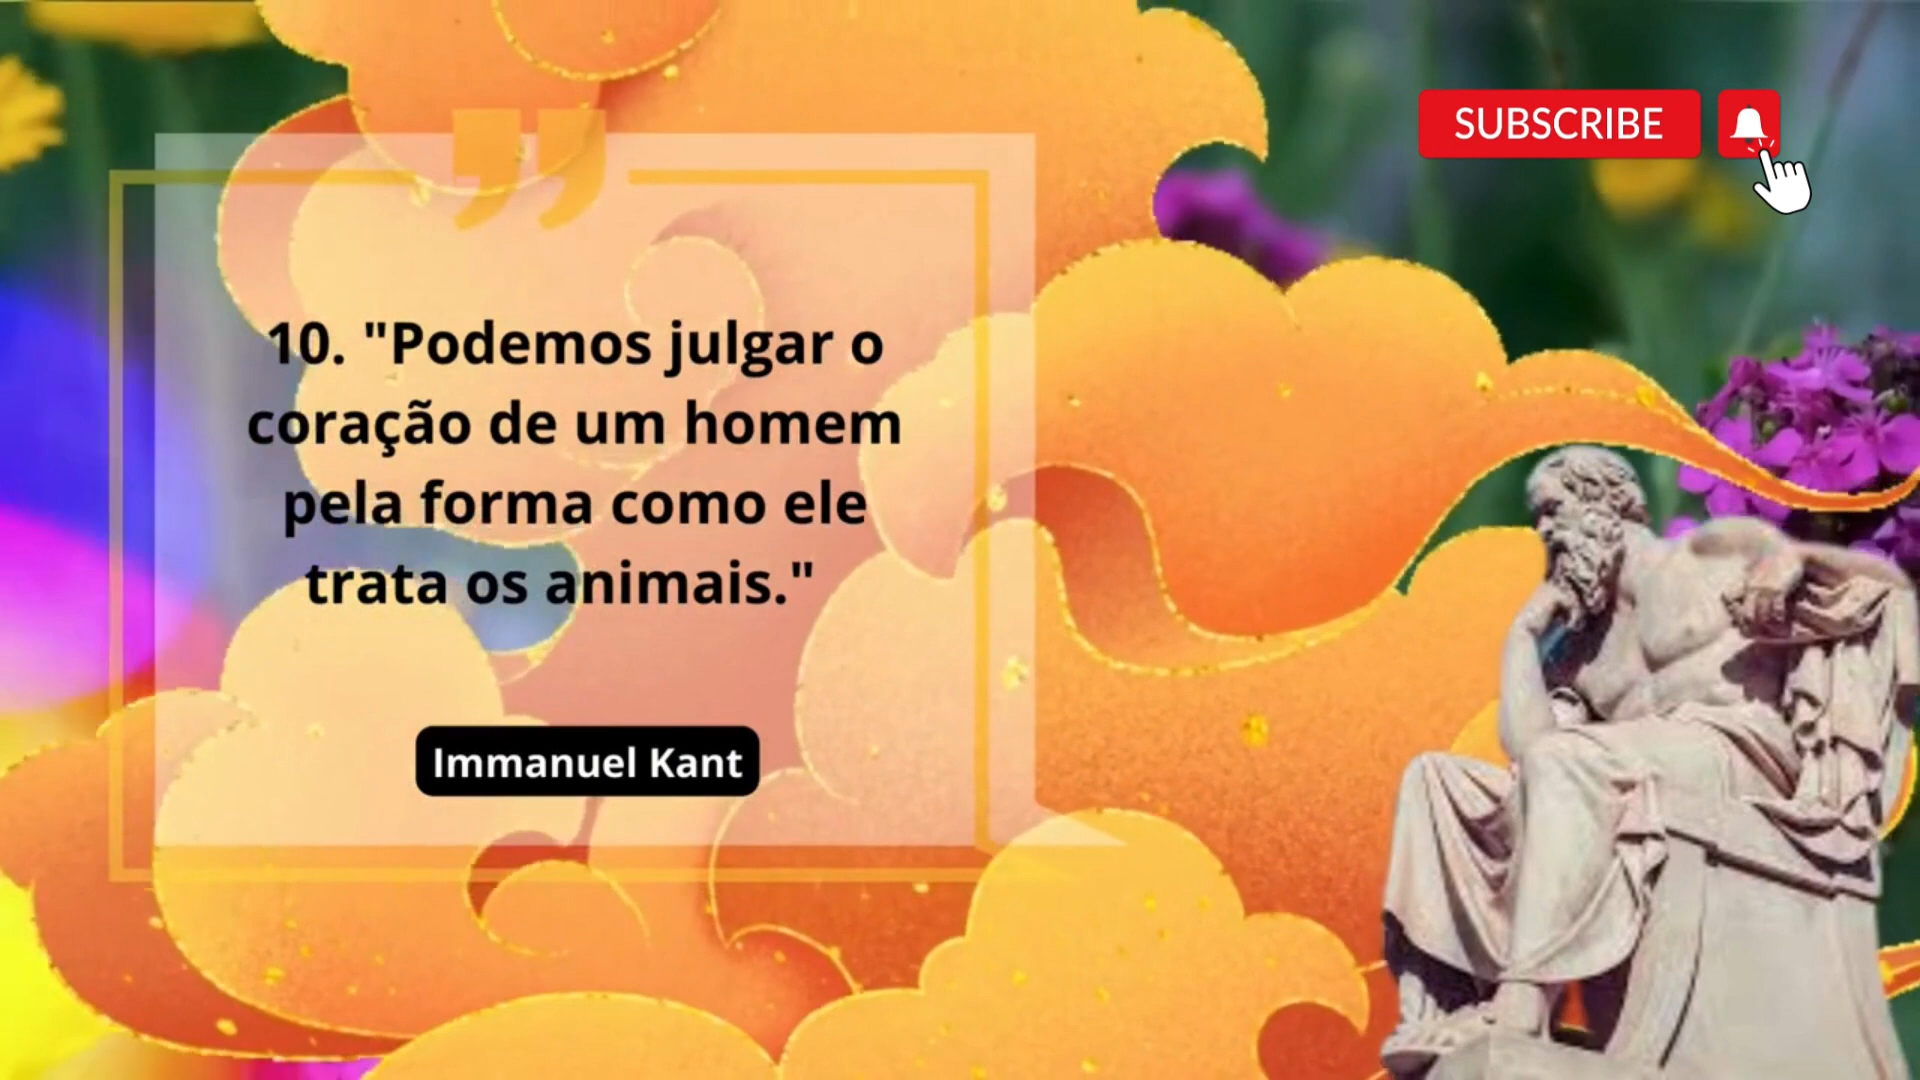 SUBSCRIBE
10. "Podemos julgar o
coração de um homem
pela forma como ele
trata os animais."
Immanuel Kant